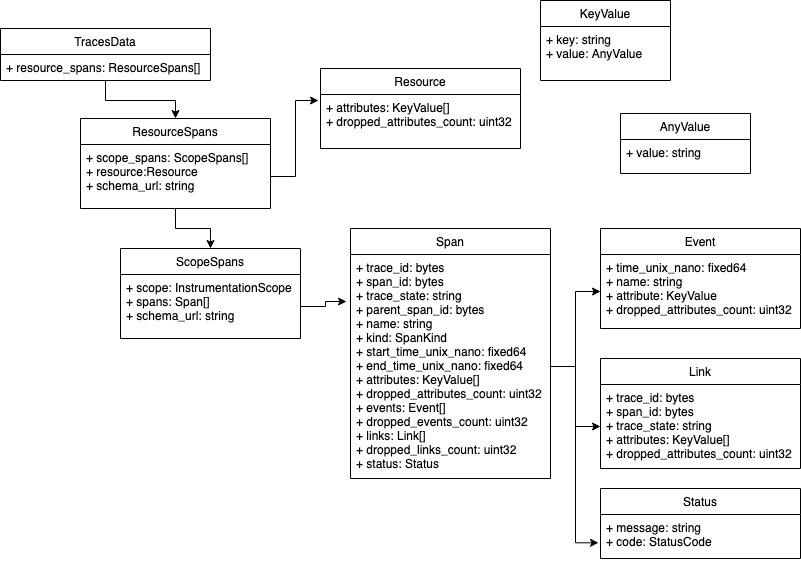 TracesData
+ resource_spans: ResourceSpans[]
ResourceSpans
+ scope_spans: ScopeSpans[]
+ resource:Resource
+ schema_url: string
Resource
+ attributes: KeyValue[]
+ dropped_attributes_count: uint32
KeyValue
+ key: string
+ value: AnyValue
AnyValue
+ value: string
ScopeSpans
+ scope: InstrumentationScope
+ spans: Span[]
+ schema_url: string
Span
+ trace_id: bytes
+ span_id: bytes
+ trace_state: string
+ parent_span_id: bytes
+ name: string
+ kind: SpanKind
+ start_time_unix_nano: fixed64
+ end_time_unix_nano: fixed64
+ attributes: KeyValue[]
+ dropped_attributes_count: uint32
+ events: Event[]
+ dropped_events_count: uint32
+ links: Link[]
+ dropped_links_count: uint32
+ status: Status
Event
+ time_unix_nano: fixed64
+ name: string
+ attribute: KeyValue
+ dropped_attributes_count: uint32
Link
+ trace_id: bytes
+ span_id: bytes
+ trace_state: string
+ attributes: KeyValue[]
+ dropped_attributes_count: uint32
Status
+ message: string
+ code: StatusCode